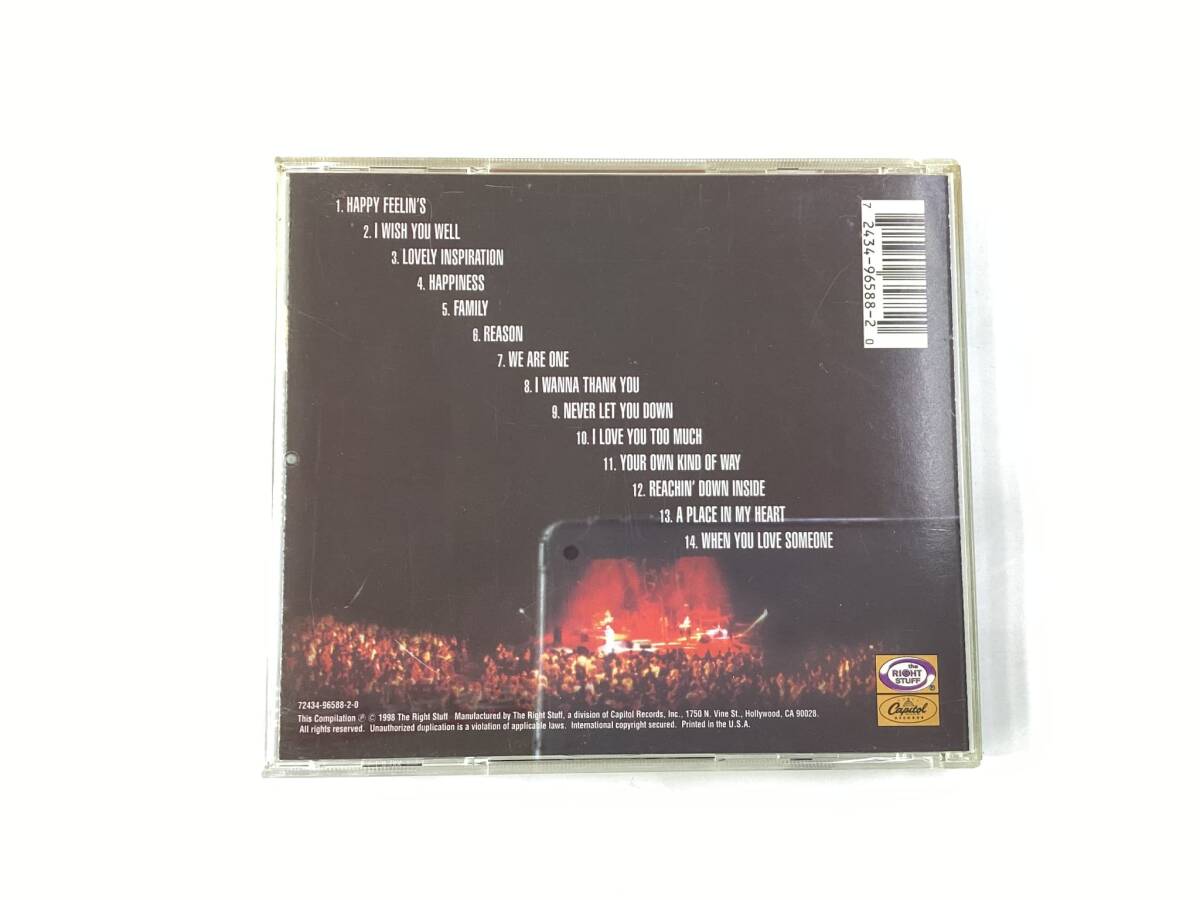 1. HAPPY FEELIN'S
2. I WISH YOU WELL
3. LOVELY INSPIRATION
4. HAPPINESS
5. FAMILY
6. REASON
7. WE ARE ONE
8. I WANNA THANK YOU
9. NEVER LET YOU DOWN
10. I LOVE YOU TOO MUCH
11. YOUR OWN KIND OF WAY
12. REACHIN' DOWN INSIDE
13. A PLACE IN MY HEART
14. WHEN YOU LOVE SOMEONE
7 2434-96588-2 0
the
RIGHT
STUFF ®
Capitol
RECORDS
72434-96588-2-0
This Compilation ℗ © 1998 The Right Stuff Manufactured by The Right Stuff, a division of Capitol Records, Inc., 1750 N. Vine St., Hollywood, CA 90028.
All rights reserved. Unauthorized duplication is a violation of applicable laws. International copyright secured. Printed in the U.S.A.